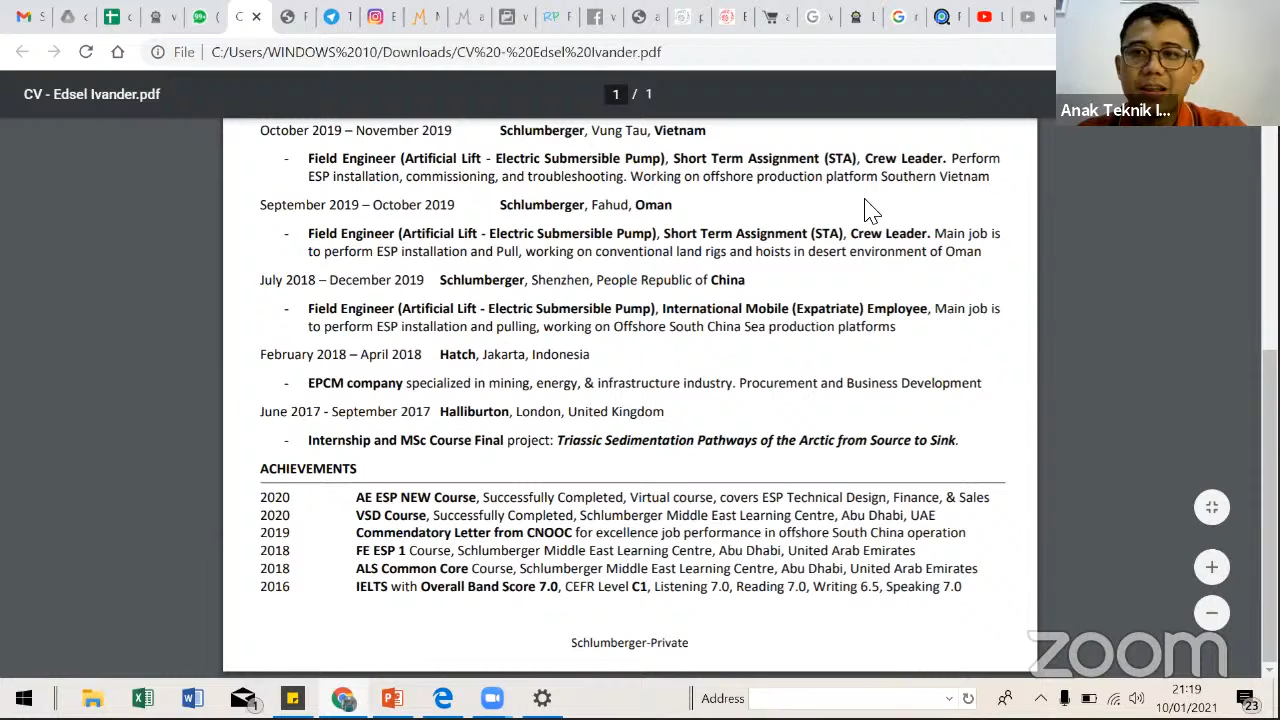 File
C:/Users/WINDOWS%2010/Downloads/CV%20-%20Edsel%20Ivander.pdf
Anak Teknik I...
CV - Edsel Ivander.pdf
1 / 1
October 2019 – November 2019 Schlumberger, Vung Tau, Vietnam
- Field Engineer (Artificial Lift - Electric Submersible Pump), Short Term Assignment (STA), Crew Leader. Perform
ESP installation, commissioning, and troubleshooting. Working on offshore production platform Southern Vietnam
September 2019 – October 2019 Schlumberger, Fahud, Oman
- Field Engineer (Artificial Lift - Electric Submersible Pump), Short Term Assignment (STA), Crew Leader. Main job is
to perform ESP installation and Pull, working on conventional land rigs and hoists in desert environment of Oman
July 2018 – December 2019 Schlumberger, Shenzhen, People Republic of China
- Field Engineer (Artificial Lift - Electric Submersible Pump), International Mobile (Expatriate) Employee, Main job is
to perform ESP installation and pulling, working on Offshore South China Sea production platforms
February 2018 – April 2018 Hatch, Jakarta, Indonesia
- EPCM company specialized in mining, energy, & infrastructure industry. Procurement and Business Development
June 2017 - September 2017 Halliburton, London, United Kingdom
- Internship and MSc Course Final project: Triassic Sedimentation Pathways of the Arctic from Source to Sink.
ACHIEVEMENTS
2020 AE ESP NEW Course, Successfully Completed, Virtual course, covers ESP Technical Design, Finance, & Sales
2020 VSD Course, Successfully Completed, Schlumberger Middle East Learning Centre, Abu Dhabi, UAE
2019 Commendatory Letter from CNOOC for excellence job performance in offshore South China operation
2018 FE ESP 1 Course, Schlumberger Middle East Learning Centre, Abu Dhabi, United Arab Emirates
2018 ALS Common Core Course, Schlumberger Middle East Learning Centre, Abu Dhabi, United Arab Emirates
2016 IELTS with Overall Band Score 7.0, CEFR Level C1, Listening 7.0, Reading 7.0, Writing 6.5, Speaking 7.0
Schlumberger-Private
zoom
Address
21:19
10/01/2021
23